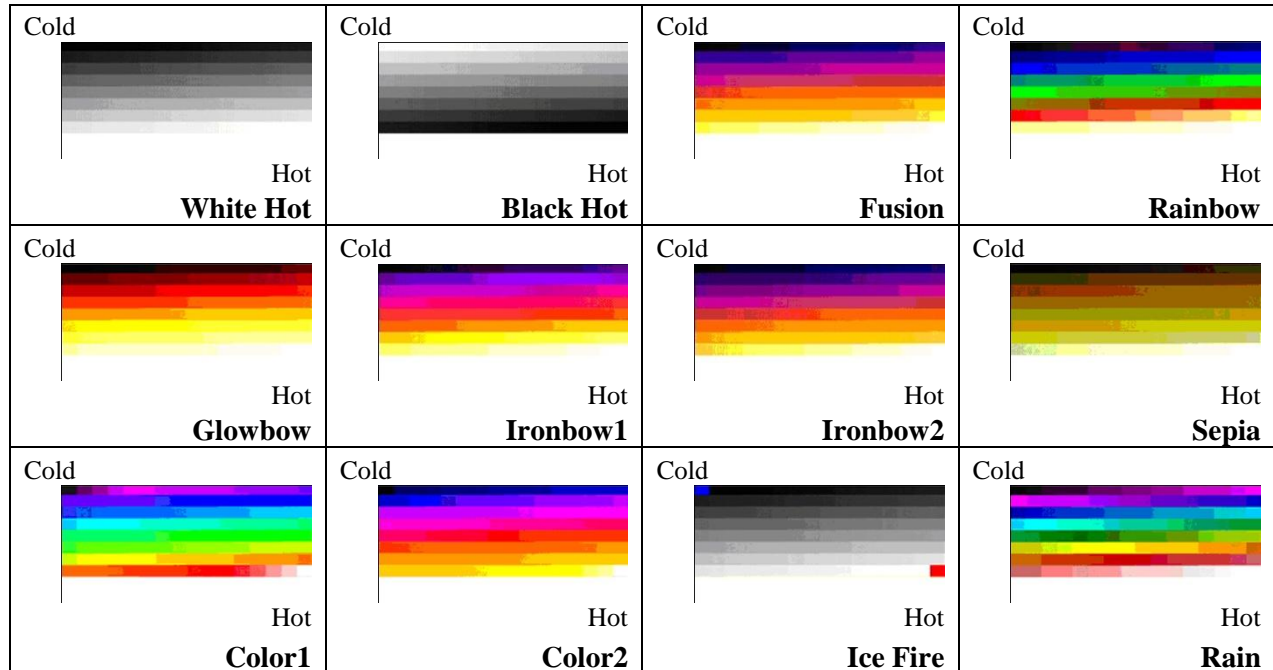 Cold
Hot
White Hot
Cold
Hot
Black Hot
Cold
Hot
Fusion
Cold
Hot
Rainbow
Cold
Hot
Glowbow
Cold
Hot
Ironbow1
Cold
Hot
Ironbow2
Cold
Hot
Sepia
Cold
Hot
Color1
Cold
Hot
Color2
Cold
Hot
Ice Fire
Cold
Hot
Rain